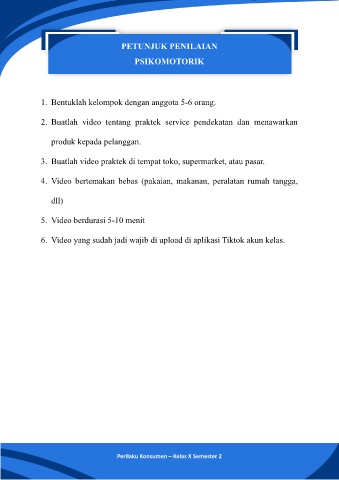 PETUNJUK PENILAIAN
PSIKOMOTORIK
1. Bentuklah kelompok dengan anggota 5-6 orang.
2. Buatlah video tentang praktek service pendekatan dan menawarkan
produk kepada pelanggan.
3. Buatlah video praktek di tempat toko, supermarket, atau pasar.
4. Video bertemakan bebas (pakaian, makanan, peralatan rumah tangga,
dll)
5. Video berdurasi 5-10 menit
6. Video yang sudah jadi wajib di upload di aplikasi Tiktok akun kelas.
Perilaku Konsumen – Kelas X Semester 2